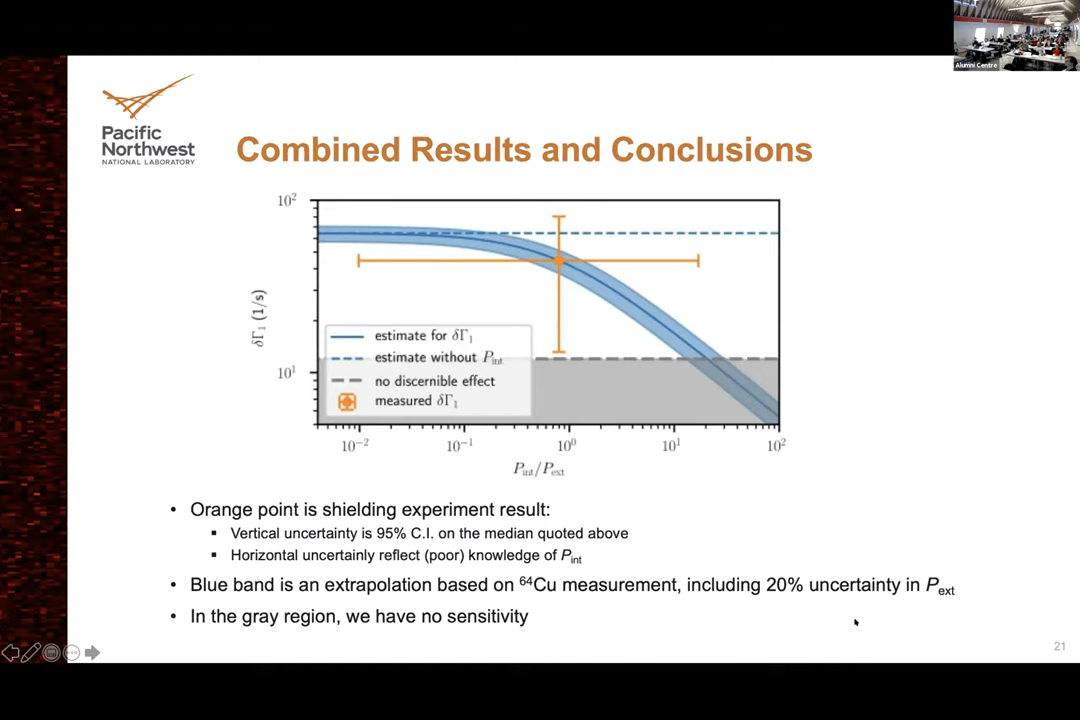 Alumni Centre
Pacific
Northwest
NATIONAL LABORATORY
Combined Results and Conclusions
10²
10¹
δΓ₁ (1/s)
estimate for δΓ₁
estimate without P_int
no discernible effect
measured δΓ₁
10⁻² 10⁻¹ 10⁰ 10¹ 10²
P_int/P_ext
• Orange point is shielding experiment result:
▪ Vertical uncertainty is 95% C.I. on the median quoted above
▪ Horizontal uncertainly reflect (poor) knowledge of P_int
• Blue band is an extrapolation based on ⁶⁴Cu measurement, including 20% uncertainty in P_ext
• In the gray region, we have no sensitivity
21